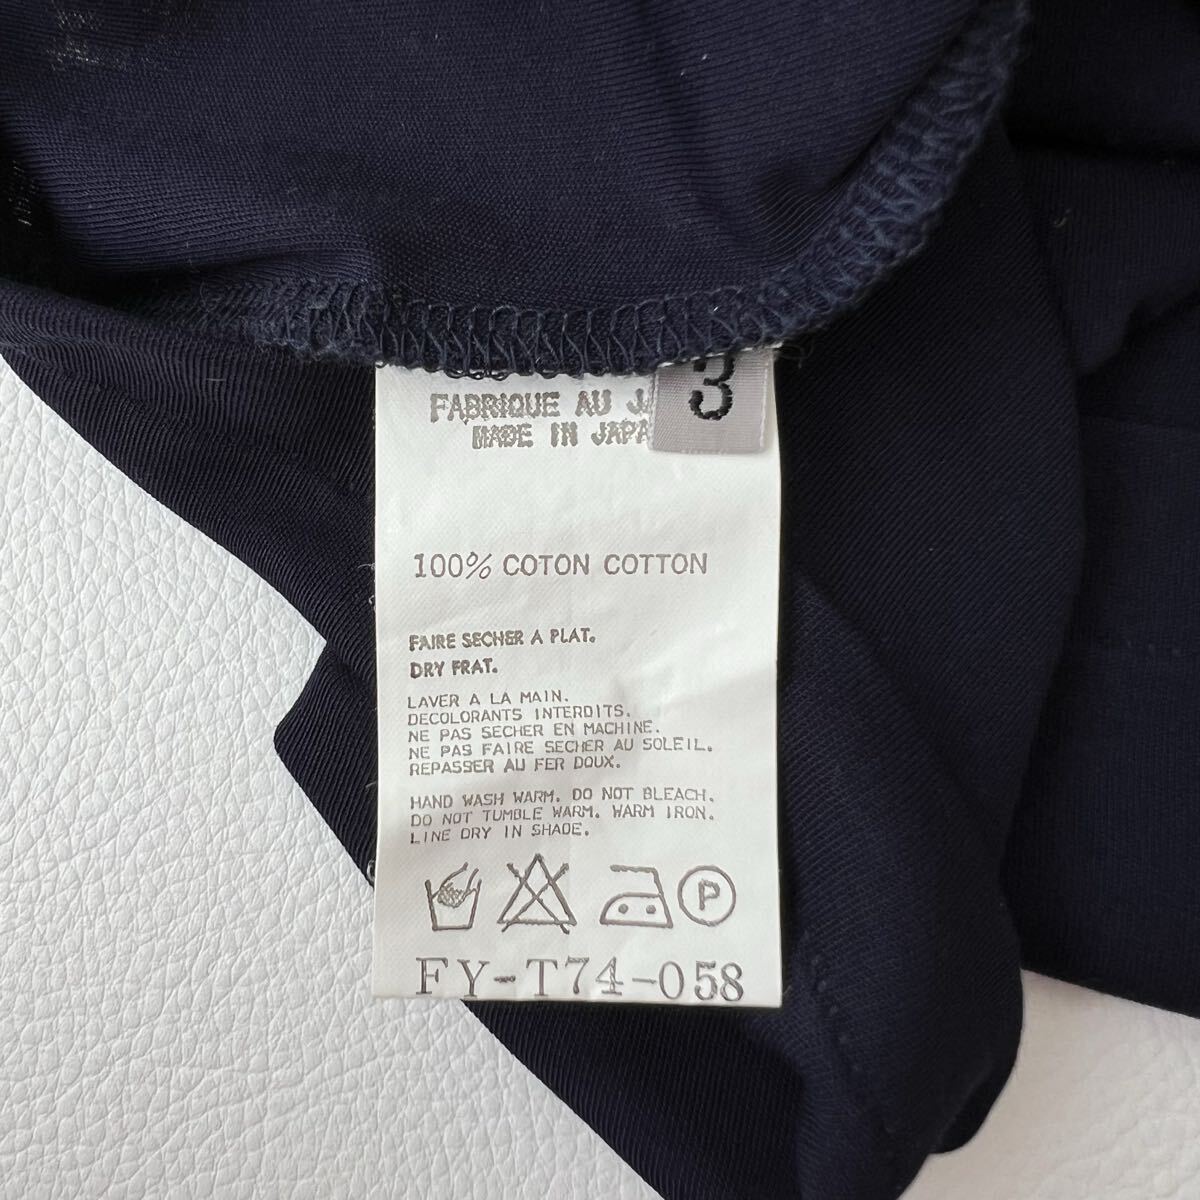 FABRIQUE AU
3
MADE IN
100% COTON COTTON
FAIRE SECHER A PLAT.
DRY FRAT.
LAVER A LA MAIN.
DECOLORANTS INTERDITS.
NE PAS SECHER EN MACHINE.
NE PAS FAIRE SECHER AU SOLEIL.
REPASSER AU FER DOUX.
HAND WASH WARM. DO NOT BLEACH.
DO NOT TUMBLE WARM. WARM IRON.
LINE DRY IN SHADE.
P
FY-T74-058